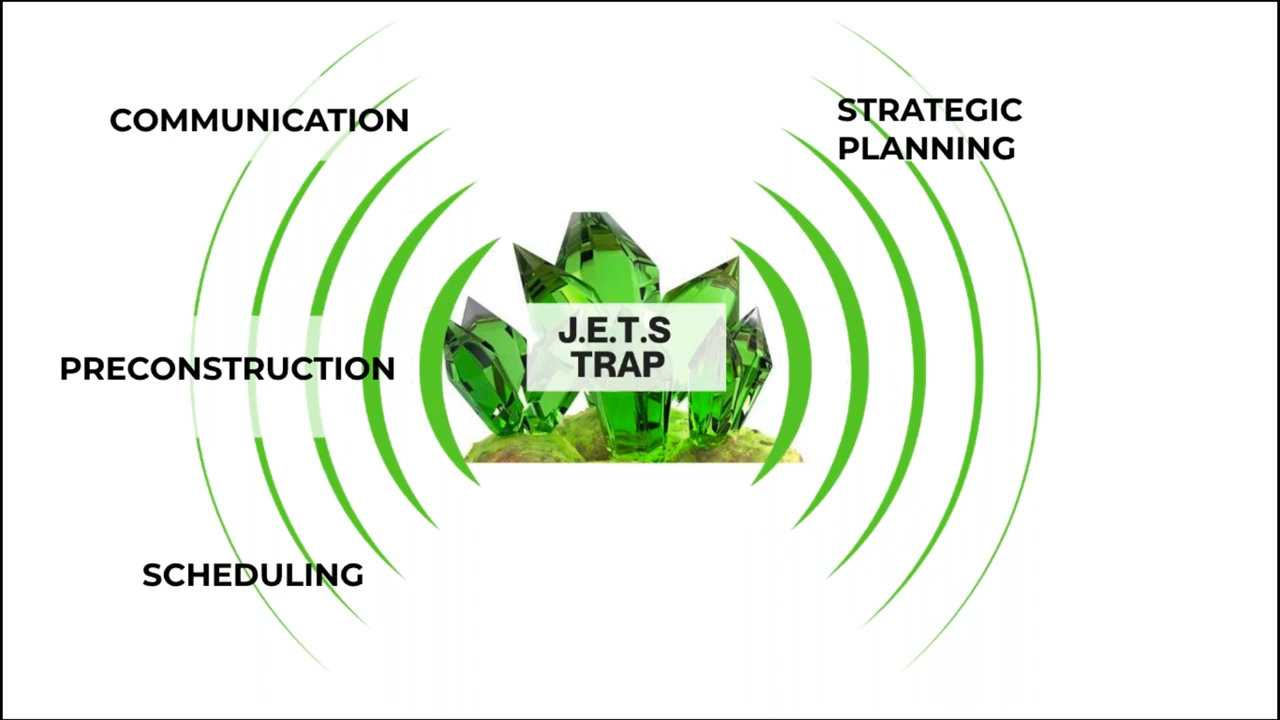 COMMUNICATION
STRATEGIC
PLANNING
J.E.T.S
TRAP
PRECONSTRUCTION
SCHEDULING